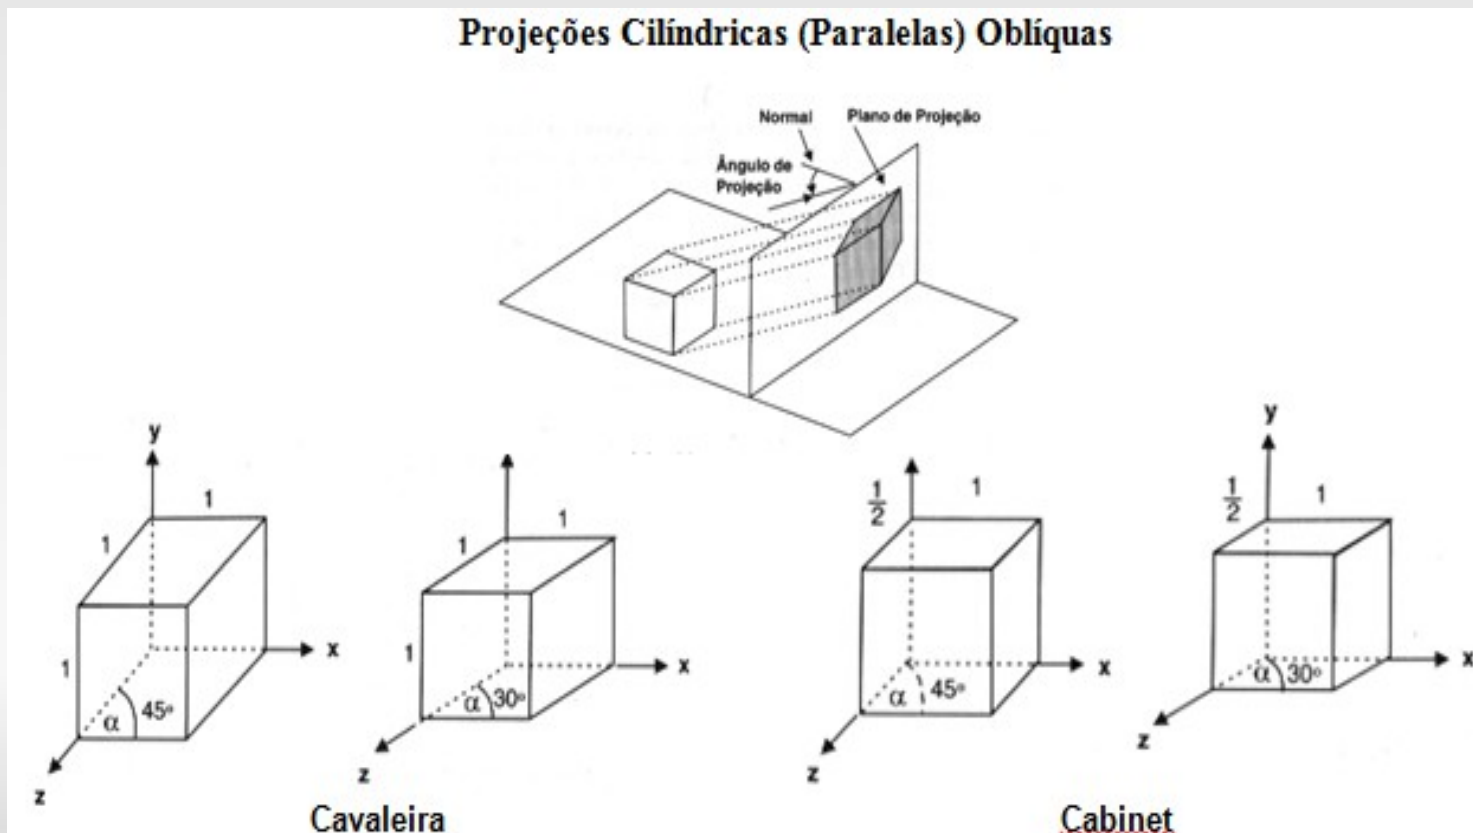 Projeções Cilíndricas (Paralelas) Oblíquas
Normal
Plano de Projeção
Ângulo de
Projeção
y
1
1
1
x
α
45º
z
1
1
1
x
α
30º
z
Cavaleira
1/2
1
x
α
45º
z
y
1/2
1
x
α
30º
z
Cabinet